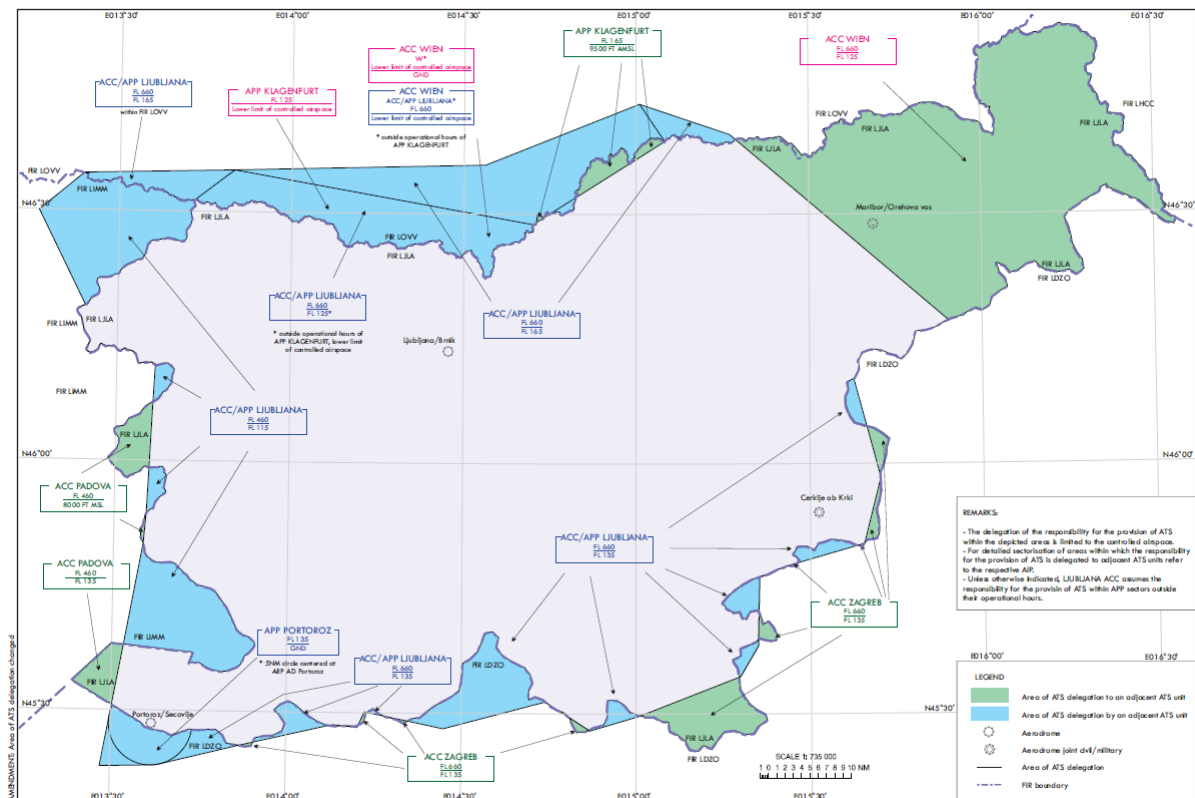 E013°30' E014°00' E014°30' E015°00' E015°30' E016°00' E016°30'
ACC/APP LJUBLJANA
FL 660
FL 165
within FIR LOVV
APP KLAGENFURT
FL 125
Lower limit of controlled airspace
ACC WIEN
W*
Lower limit of controlled airspace
GND
ACC WIEN
ACC/APP LJUBLJANA*
FL 660
Lower limit of controlled airspace
* outside operational hours of
APP KLAGENFURT
APP KLAGENFURT
FL 165
9500 FT AMSL
ACC WIEN
FL 660
FL 125
FIR LOVV
FIR LJLA
FIR LHCC
FIR LJLA
FIR LOVV
FIR LIMM
N46°30'
FIR LJLA
FIR LOVV
FIR LJLA
Maribor/Orehova vas
N46°30'
FIR LJLA
FIR LDZO
ACC/APP LJUBLJANA
FL 660
FL 125*
* outside operational hours of
APP KLAGENFURT, lower limit
of controlled airspace
ACC/APP LJUBLJANA
FL 660
FL 165
FIR LIMM
FIR LJLA
Ljubljana/Brnik
FIR LDZO
FIR LIMM
ACC/APP LJUBLJANA
FL 460
FL 115
FIR LJLA
N46°00'
N46°00'
ACC PADOVA
FL 460
8000 FT MSL
Cerklje ob Krki
ACC/APP LJUBLJANA
FL 660
FL 135
ACC PADOVA
FL 460
FL 135
ACC ZAGREB
FL 660
FL 135
REMARKS:
- The delegation of the responsibility for the provision of ATS
within the depicted areas is limited to the controlled airspace.
- For detailed sectorisation of areas within which the responsibility
for the provision of ATS is delegated to adjacent ATS units refer
to the respective AIP.
- Unless otherwise indicated, LJUBLJANA ACC assumes the
responsibility for the provisin of ATS within APP sectors outside
their operational hours.
FIR LIMM
APP PORTOROZ
FL 135
GND
* 5NM circle centered at
ARP AD Portoroz
ACC/APP LJUBLJANA
FL 660
FL 135
FIR LDZO
FIR LJLA
Portoroz/Secovlje
FIR LDZO
N45°30'
N45°30'
FIR LJLA
FIR LDZO
ACC ZAGREB
FL 660
FL 135
SCALE 1: 735 000
1 0 1 2 3 4 5 6 7 8 9 10 NM
E016°00' E016°30'
LEGEND
Area of ATS delegation to an adjacent ATS unit
Area of ATS delegation by an adjacent ATS unit
Aerodrome
Aerodrome joint civil/military
Area of ATS delegation
FIR boundary
E013°30' E014°00' E014°30' E015°00' E015°30'
AMENDMENTS: Area of ATS delegation changed